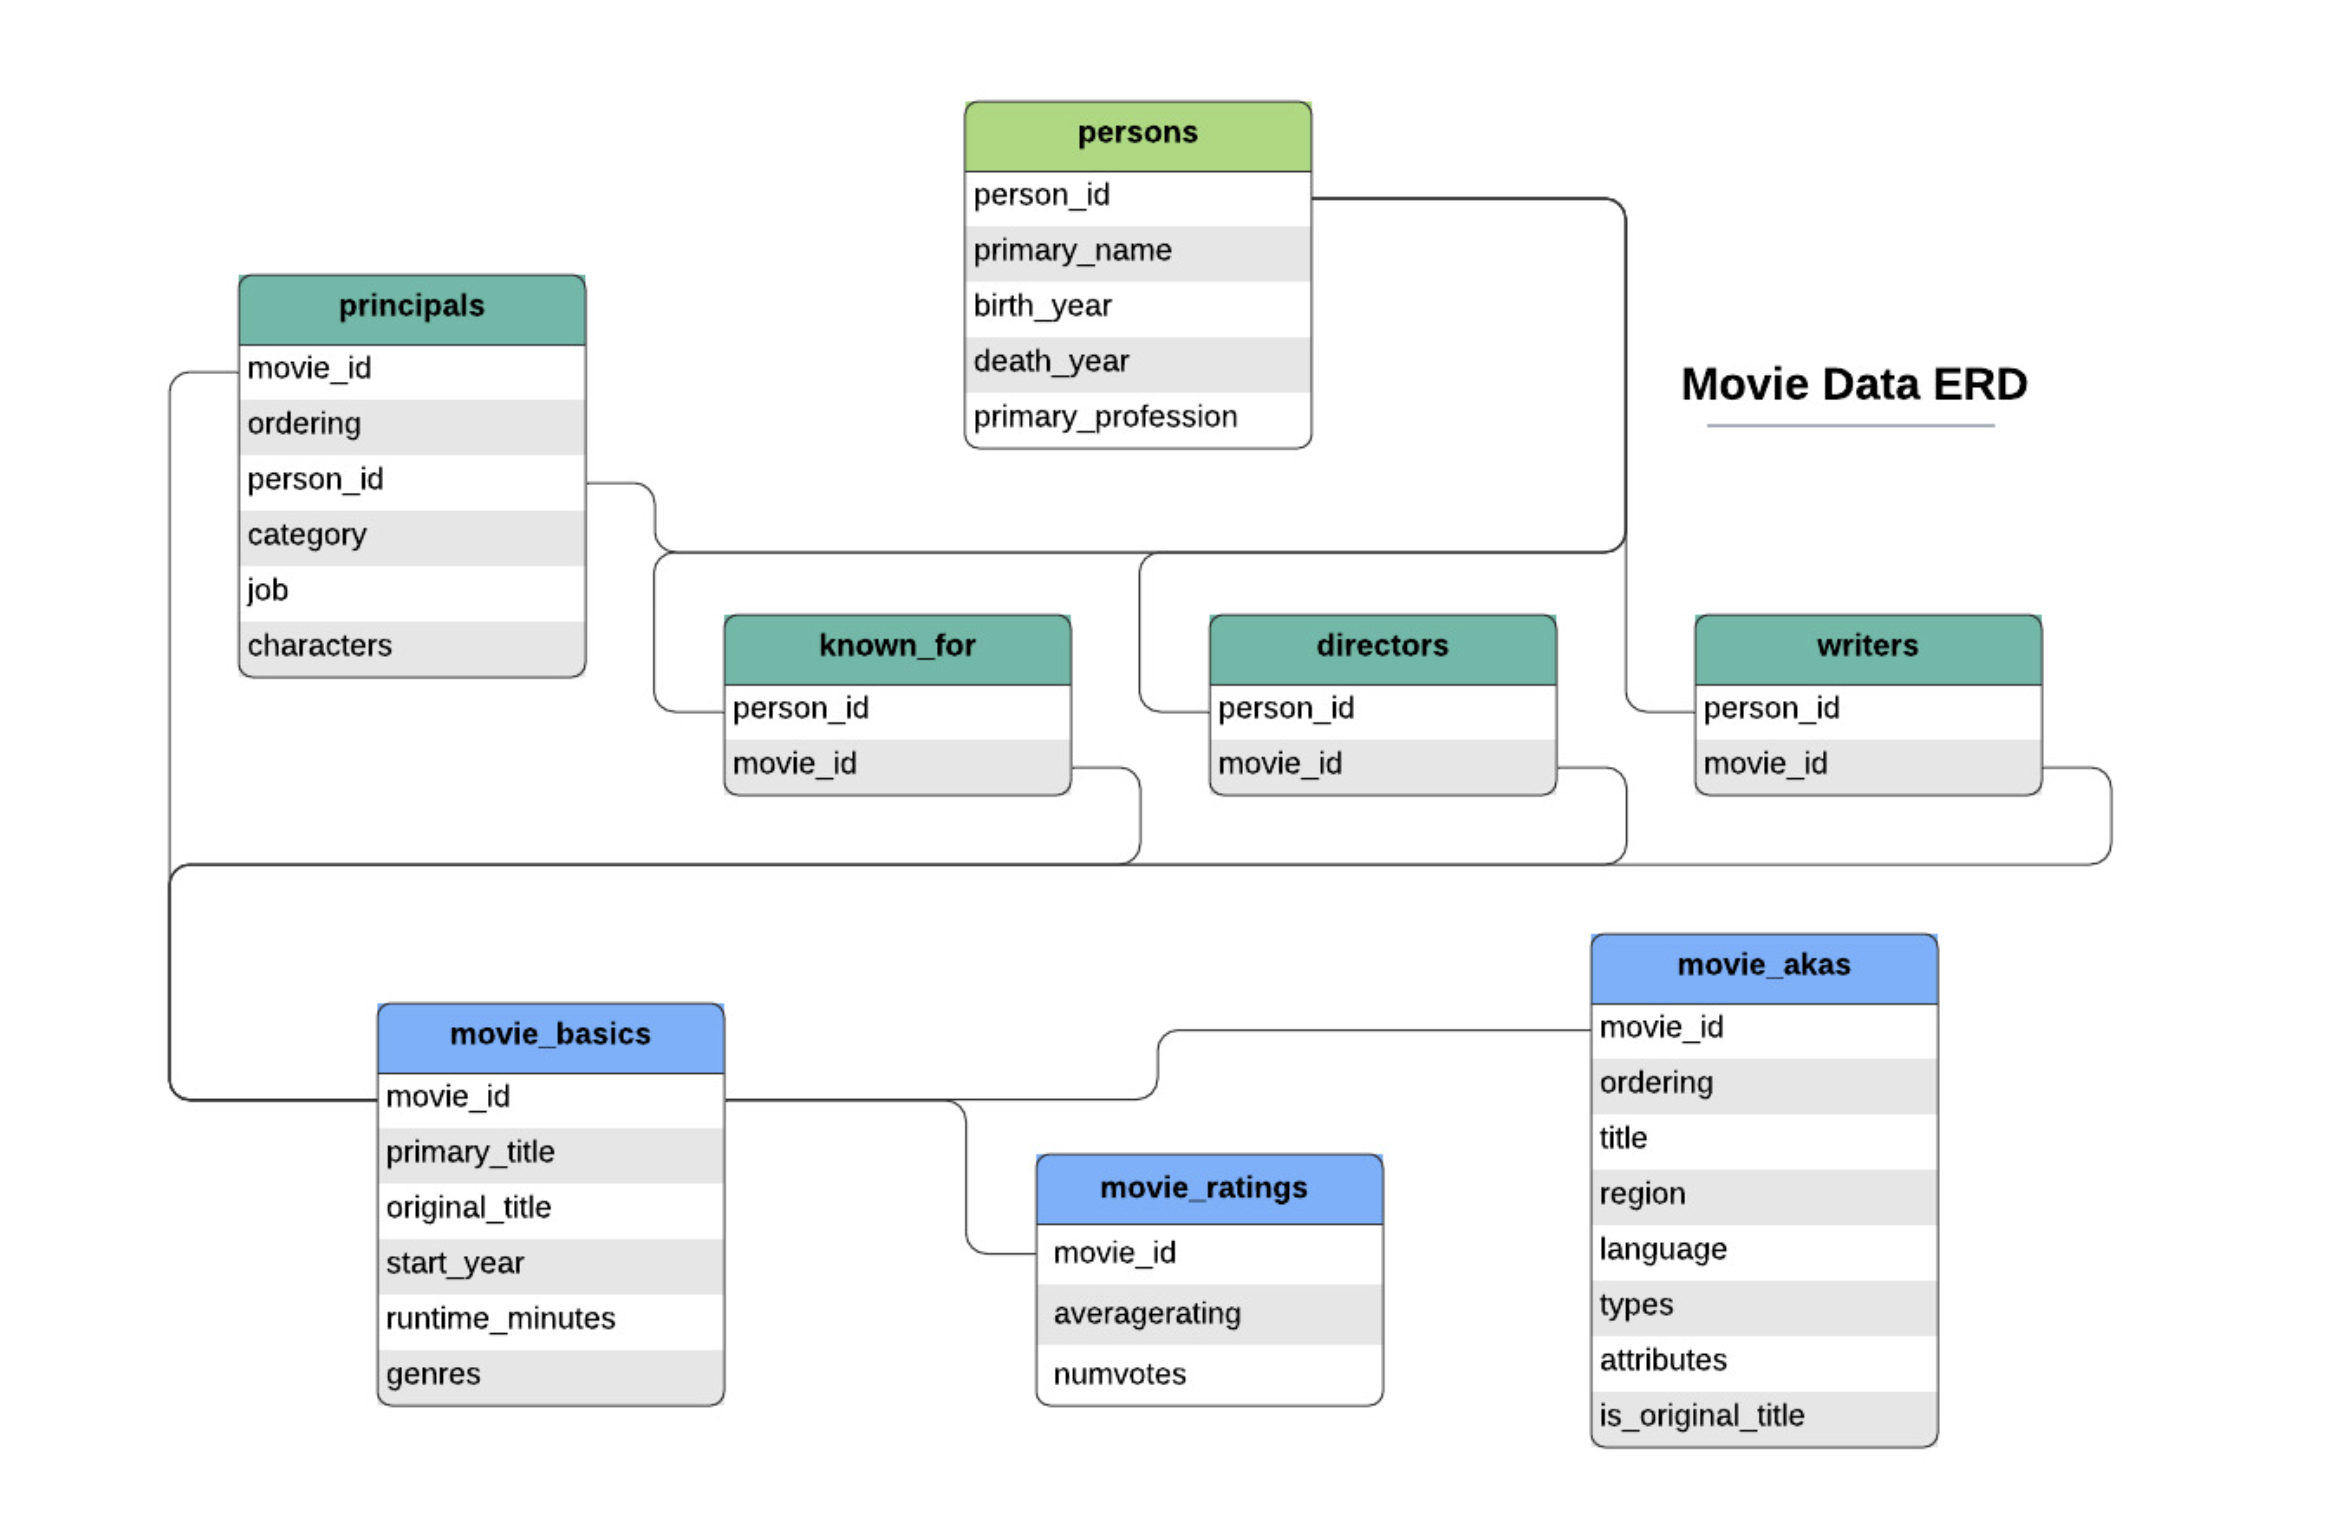 persons
person_id
primary_name
birth_year
death_year
primary_profession
principals
movie_id
ordering
person_id
category
job
characters
Movie Data ERD
known_for
person_id
movie_id
directors
person_id
movie_id
writers
person_id
movie_id
movie_basics
movie_id
primary_title
original_title
start_year
runtime_minutes
genres
movie_ratings
movie_id
averagerating
numvotes
movie_akas
movie_id
ordering
title
region
language
types
attributes
is_original_title